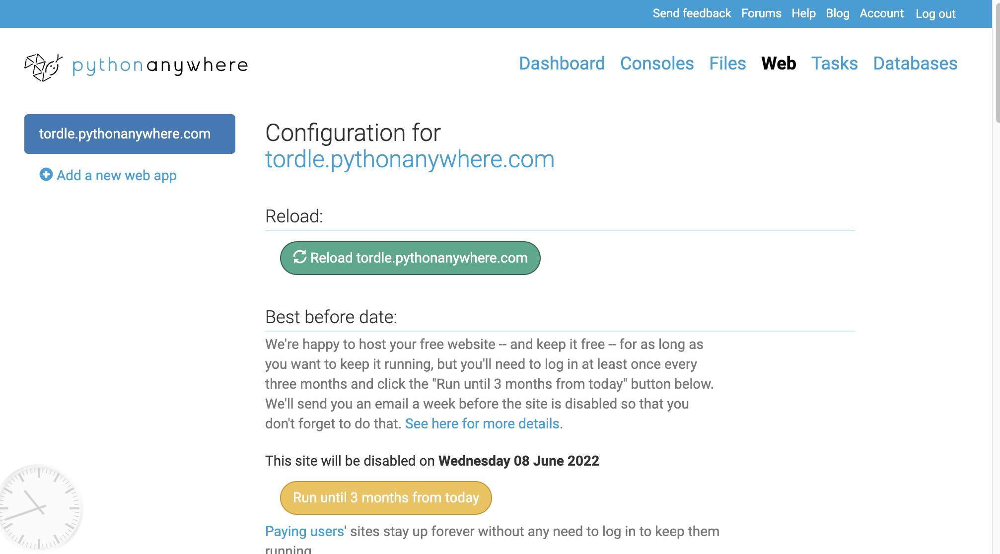 Send feedback Forums Help Blog Account Log out
pythonanywhere
Dashboard Consoles Files Web Tasks Databases
tordle.pythonanywhere.com
Add a new web app
Configuration for
tordle.pythonanywhere.com
Reload:
Reload tordle.pythonanywhere.com
Best before date:
We're happy to host your free website -- and keep it free -- for as long as
you want to keep it running, but you'll need to log in at least once every
three months and click the "Run until 3 months from today" button below.
We'll send you an email a week before the site is disabled so that you
don't forget to do that. See here for more details.
This site will be disabled on Wednesday 08 June 2022
Run until 3 months from today
Paying users' sites stay up forever without any need to log in to keep them
running